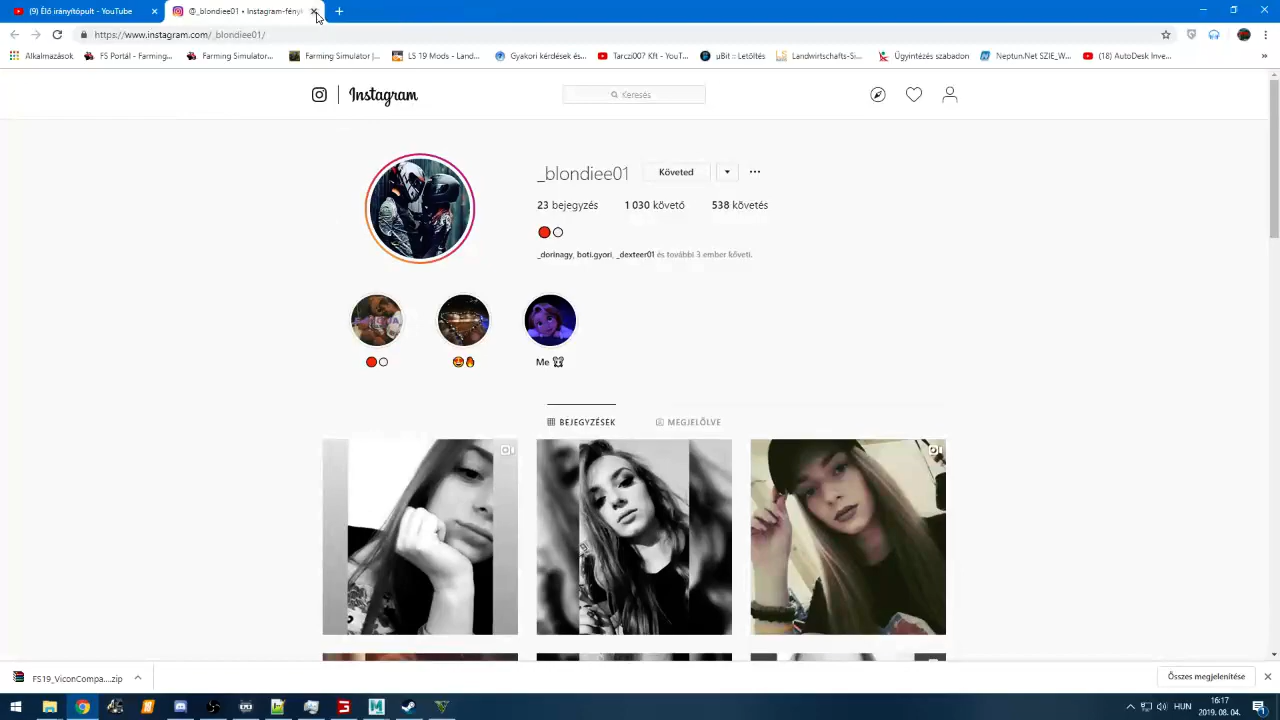 (9) Élő irányítópult - YouTube
@_blondiee01 • Instagram-fényk
https://www.instagram.com/_blondiee01/
Alkalmazások
FS Portál - Farming...
Farming Simulator...
Farming Simulator |...
LS 19 Mods - Land...
Gyakori kérdések és...
Tarczi007 Kft - YouT...
µBit :: Letöltés
Landwirtschafts-Si...
Ügyintézés szabadon
Neptun.Net SZIE_W...
(18) AutoDesk Inve...
Instagram
Keresés
_blondiee01
Követed
23 bejegyzés
1 030 követő
538 követés
_dorinagy, boti.gyori, _dexteer01 és további 3 ember követi.
Me
BEJEGYZÉSEK
MEGJELÖLVE
FS19_ViconCompa....zip
Összes megjelenítése
HUN
16:17
2019. 08. 04.